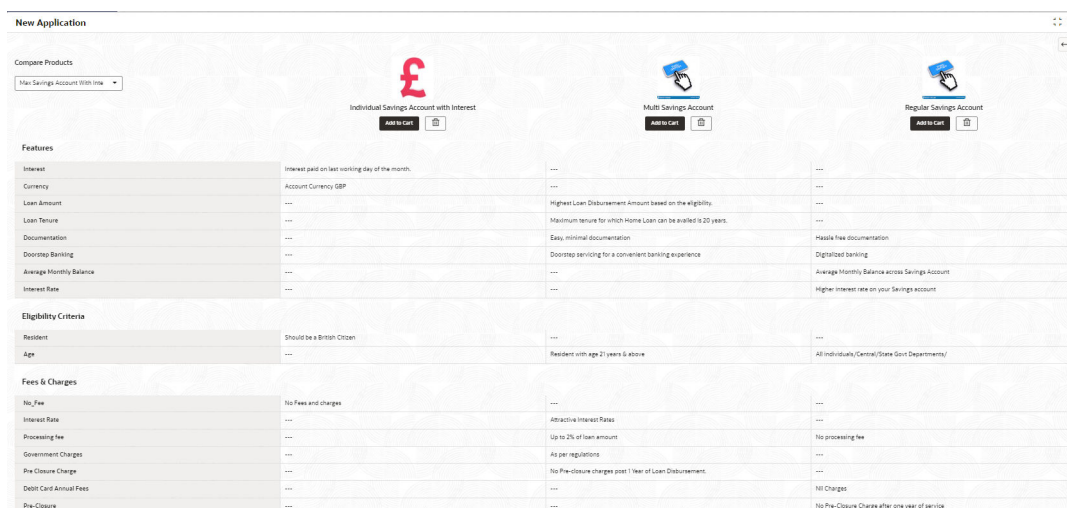 New Application
Compare Products
Max Savings Account With Inte
Individual Savings Account with Interest
Multi Savings Account
Regular Savings Account
Add to Cart
Add to Cart
Add to Cart
Features
Interest Interest paid on last working day of the month. --- ---
Currency Account Currency GBP --- ---
Loan Amount --- Highest Loan Disbursement Amount based on the eligibility. ---
Loan Tenure --- Maximum tenure for which Home Loan can be availed is 20 years. ---
Documentation --- Easy, minimal documentation Hassle free documentation
Doorstep Banking --- Doorstep servicing for a convenient banking experience Digitalized banking
Average Monthly Balance --- --- Average Monthly Balance across Savings Account
Interest Rate --- --- Higher interest rate on your Savings account
Eligibility Criteria
Resident Should be a British Citizen --- ---
Age --- Resident with age 21 years & above All Individuals/Central/State Govt Departments/
Fees & Charges
No_Fee No Fees and charges --- ---
Interest Rate --- Attractive Interest Rates ---
Processing fee --- Up to 2% of loan amount No processing fee
Government Charges --- As per regulations ---
Pre Closure Charge --- No Pre-closure charges post 1 Year of Loan Disbursement. ---
Debit Card Annual Fees --- --- Nil Charges
Pre-Closure --- --- No Pre-Closure Charge after one year of service